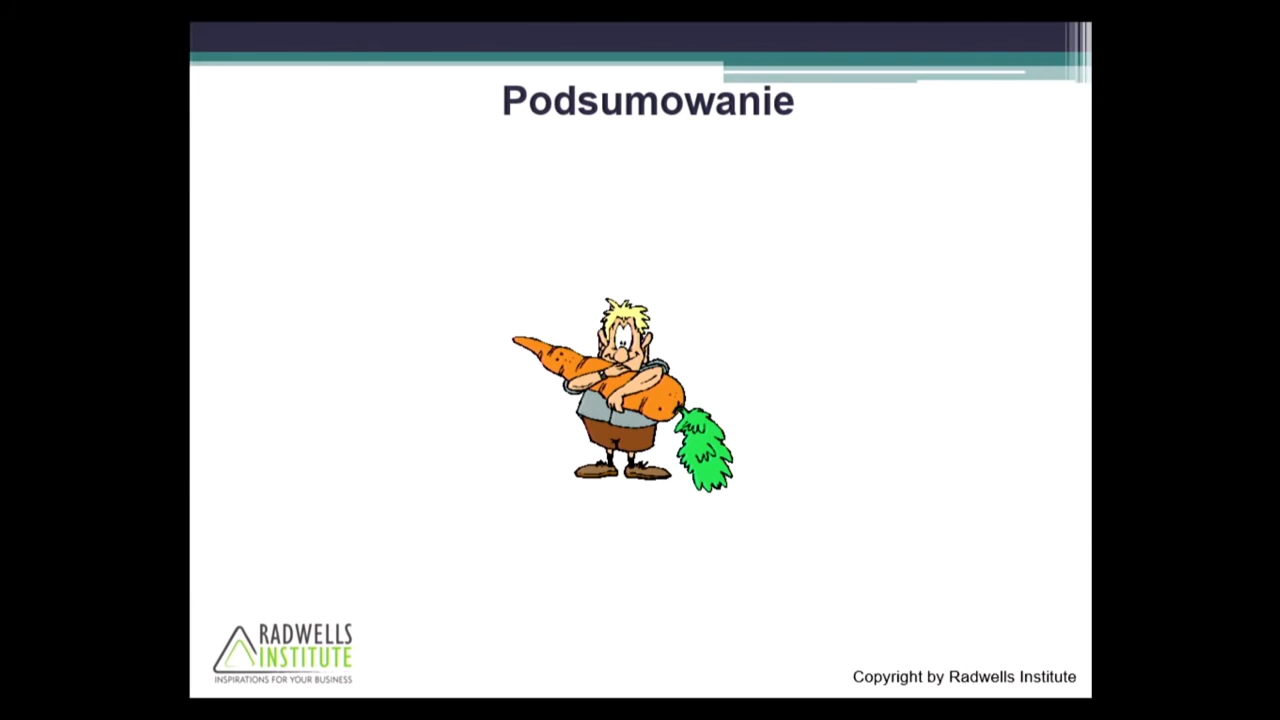 Podsumowanie
RADWELLS
INSTITUTE
INSPIRATIONS FOR YOUR BUSINESS
Copyright by Radwells Institute